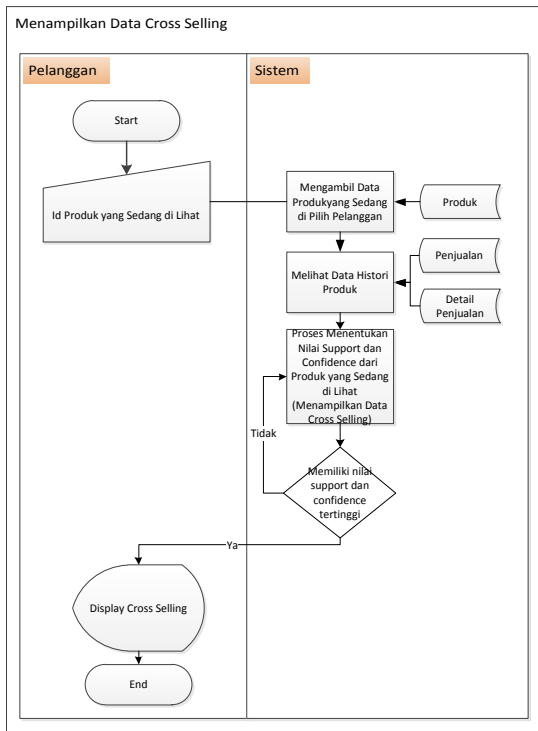 Menampilkan Data Cross Selling
Pelanggan
Sistem
Start
Id Produk yang Sedang di Lihat
Mengambil Data
Produkyang Sedang
di Pilih Pelanggan
Produk
Melihat Data Histori
Produk
Penjualan
Detail
Penjualan
Proses Menentukan
Nilai Support dan
Confidence dari
Produk yang Sedang
di Lihat
(Menampilkan Data
Cross Selling)
Tidak
Memiliki nilai
support dan
confidence
tertinggi
Ya
Display Cross Selling
End